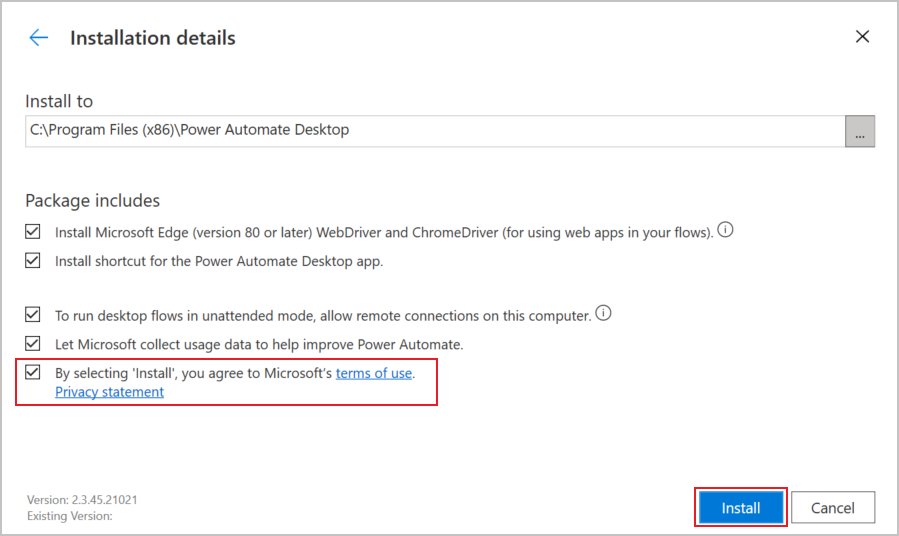 Installation details
Install to
C:\Program Files (x86)\Power Automate Desktop
...
Package includes
Install Microsoft Edge (version 80 or later) WebDriver and ChromeDriver (for using web apps in your flows).
Install shortcut for the Power Automate Desktop app.
To run desktop flows in unattended mode, allow remote connections on this computer.
Let Microsoft collect usage data to help improve Power Automate.
By selecting 'Install', you agree to Microsoft's terms of use.
Privacy statement
Version: 2.3.45.21021
Existing Version:
Install
Cancel